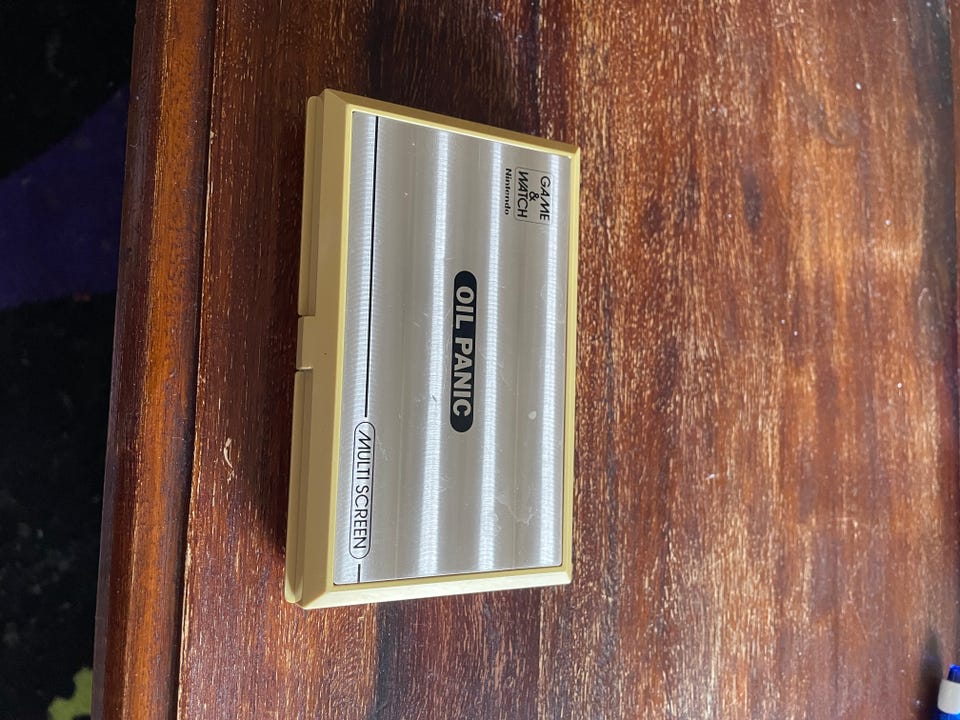 GAME
&
WATCH
Nintendo
OIL PANIC
MULTI SCREEN